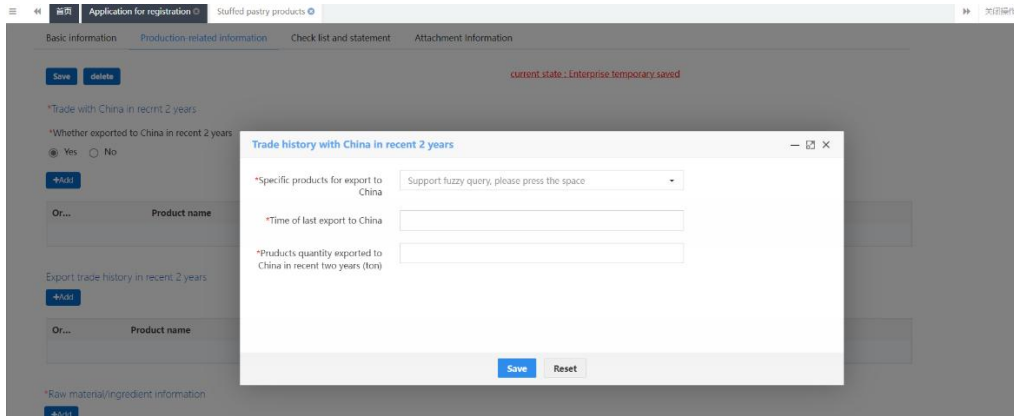 首页 Application for registration Stuffed pastry products 关闭操作
Basic information Production-related information Check list and statement Attachment information
Save delete current state : Enterprise temporary saved
*Trade with China in recrnt 2 years
*Whether exported to China in recent 2 years
Yes No
+Add
Or... Product name
Trade history with China in recent 2 years
*Specific products for export to
China
Support fuzzy query, please press the space
*Time of last export to China
*Pruducts quantity exported to
China in recent two years (ton)
Save Reset
Export trade history in recent 2 years
+Add
Or... Product name
*Raw material/ingredient information
+Add